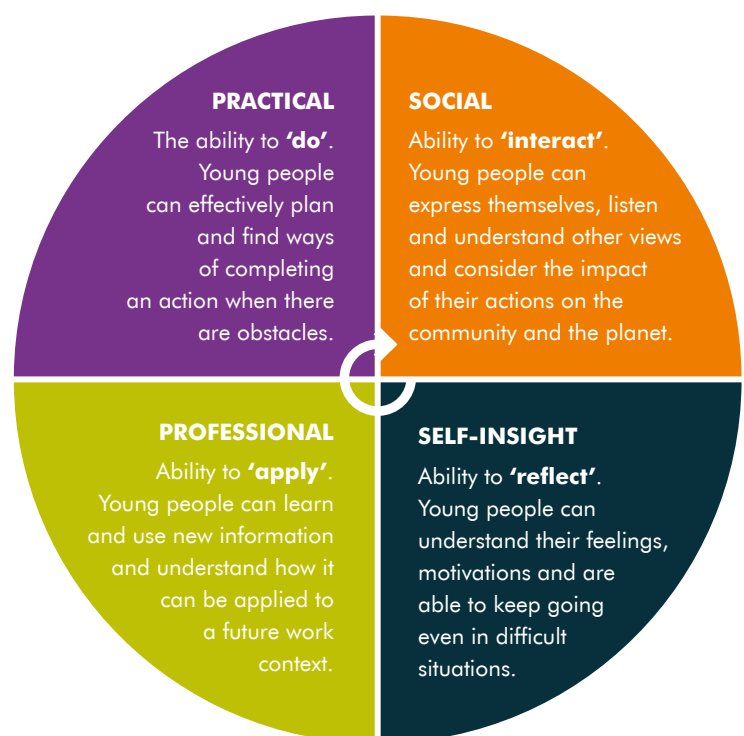 PRACTICAL
The ability to ‘do’.
Young people
can effectively plan
and find ways
of completing
an action when there
are obstacles.
SOCIAL
Ability to ‘interact’.
Young people can
express themselves, listen
and understand other views
and consider the impact
of their actions on the
community and the planet.
PROFESSIONAL
Ability to ‘apply’.
Young people can learn
and use new information
and understand how it
can be applied to
a future work
context.
SELF-INSIGHT
Ability to ‘reflect’.
Young people can
understand their feelings,
motivations and are
able to keep going
even in difficult
situations.